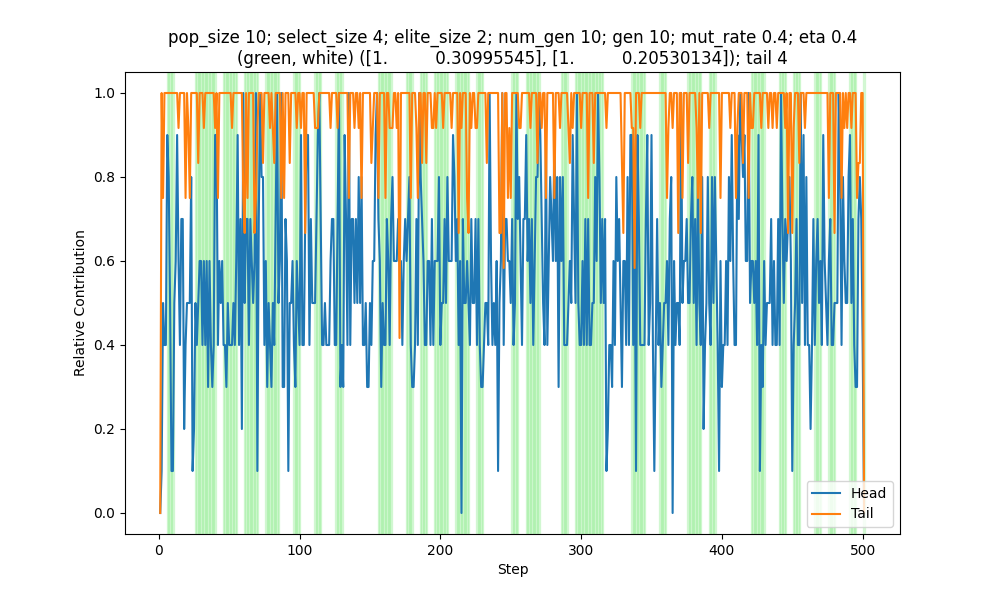 pop_size 10; select_size 4; elite_size 2; num_gen 10; gen 10; mut_rate 0.4; eta 0.4
(green, white) ([1. 0.30995545], [1. 0.20530134]); tail 4
1.0
0.8
0.6
0.4
0.2
0.0
Relative Contribution
Head
Tail
0
100
200
300
400
500
Step